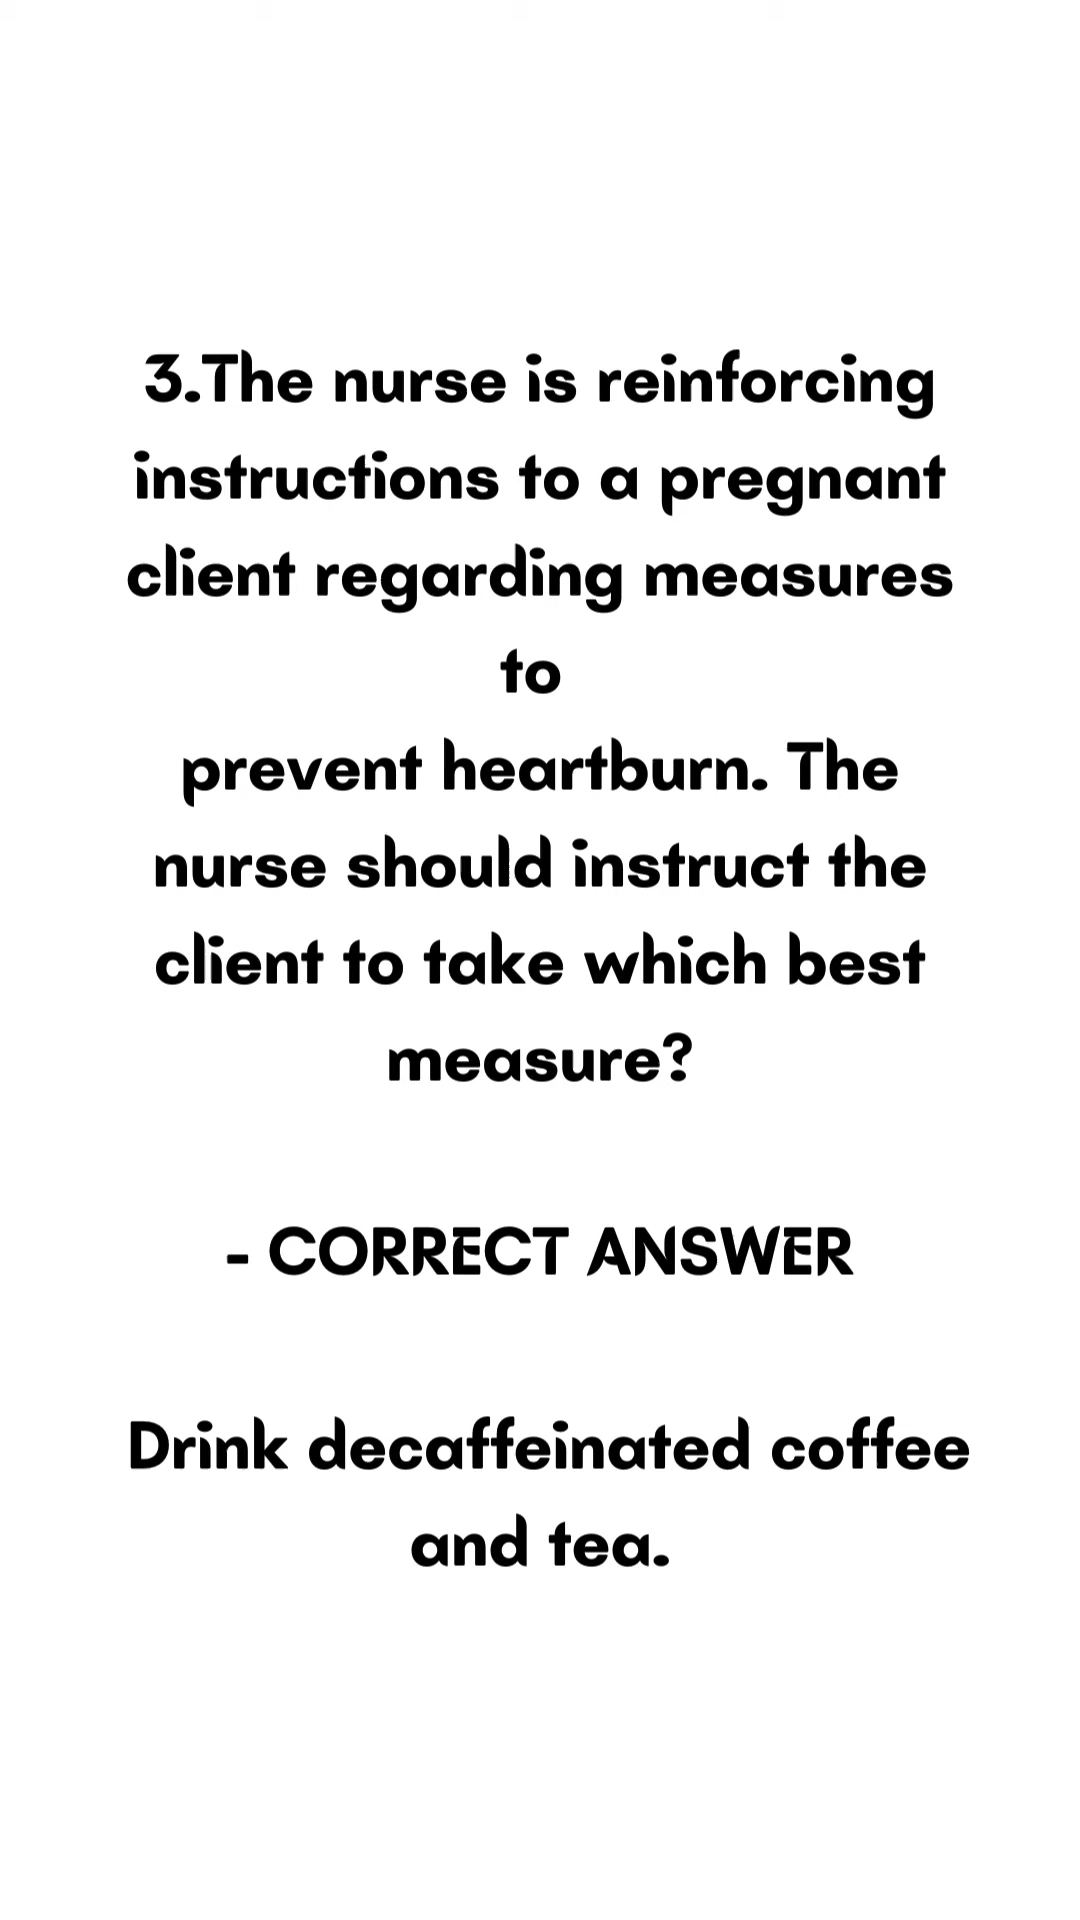 3.The nurse is reinforcing
instructions to a pregnant
client regarding measures
to
prevent heartburn. The
nurse should instruct the
client to take which best
measure?
- CORRECT ANSWER
Drink decaffeinated coffee
and tea.